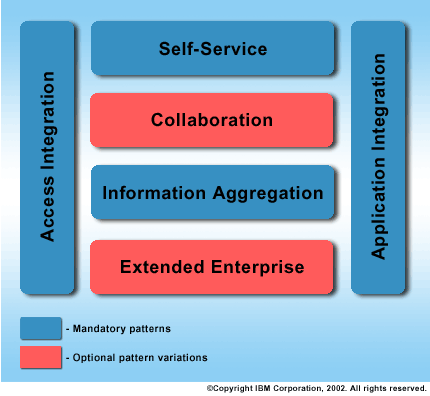 Access Integration
Self-Service
Collaboration
Information Aggregation
Extended Enterprise
Application Integration
- Mandatory patterns
- Optional pattern variations
©Copyright IBM Corporation, 2002. All rights reserved.